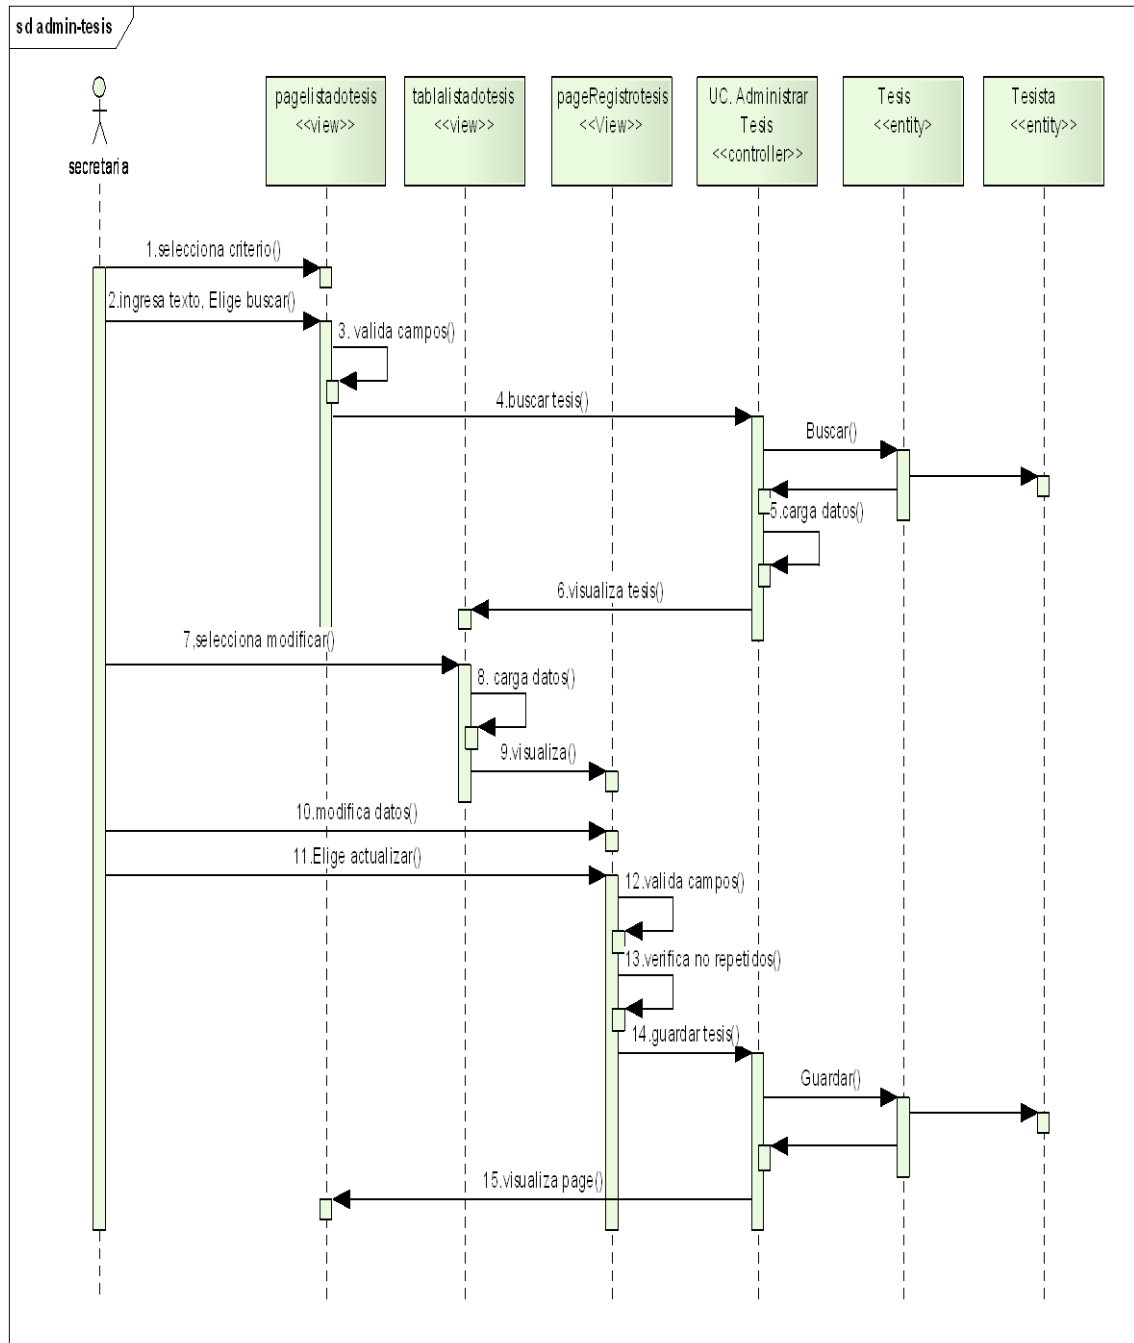 sd admin-tesis
secretaria
pagelistadotesis
<<view>>
tablalistadotesis
<<view>>
pageRegistrotesis
<<View>>
UC. Administrar
Tesis
<<controller>>
Tesis
<<entity>
Tesista
<<entity>>
1.selecciona criterio()
2.ingresa texto, Elige buscar()
3. valida campos()
4.buscar tesis()
Buscar()
5.carga datos()
6.visualiza tesis()
7,selecciona modificar()
8. carga datos()
9.visualiza()
10.modifica datos()
11.Elige actualizar()
12.valida campos()
13.verifica no repetidos()
14.guardar tesis()
Guardar()
15.visualiza page()